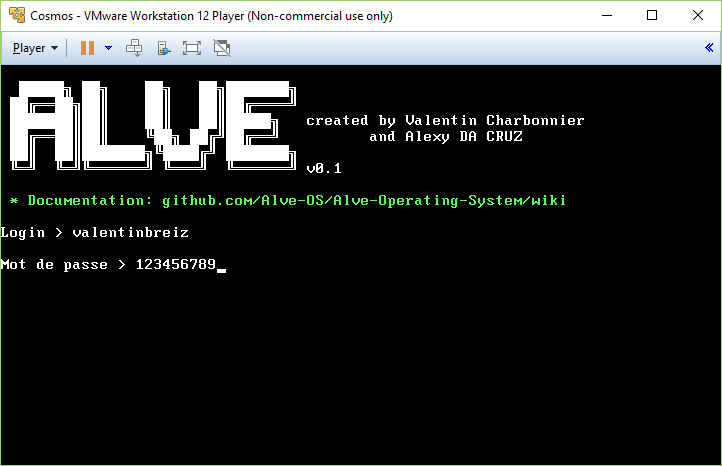 Cosmos - VMware Workstation 12 Player (Non-commercial use only)
Player
ALVE
created by Valentin Charbonnier
and Alexy DA CRUZ
v0.1
* Documentation: github.com/Alve-OS/Alve-Operating-System/wiki
Login > valentinbreiz
Mot de passe > 123456789